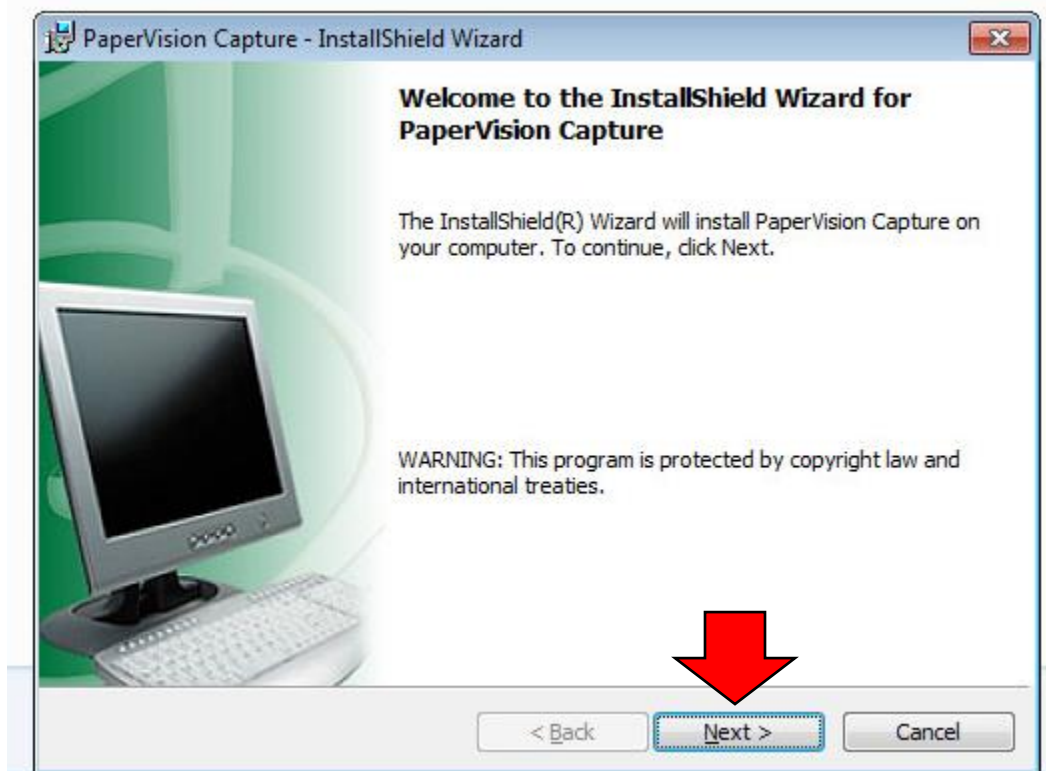 PaperVision Capture - InstallShield Wizard
Welcome to the InstallShield Wizard for
PaperVision Capture
The InstallShield(R) Wizard will install PaperVision Capture on
your computer. To continue, click Next.
WARNING: This program is protected by copyright law and
international treaties.
< Back Next > Cancel